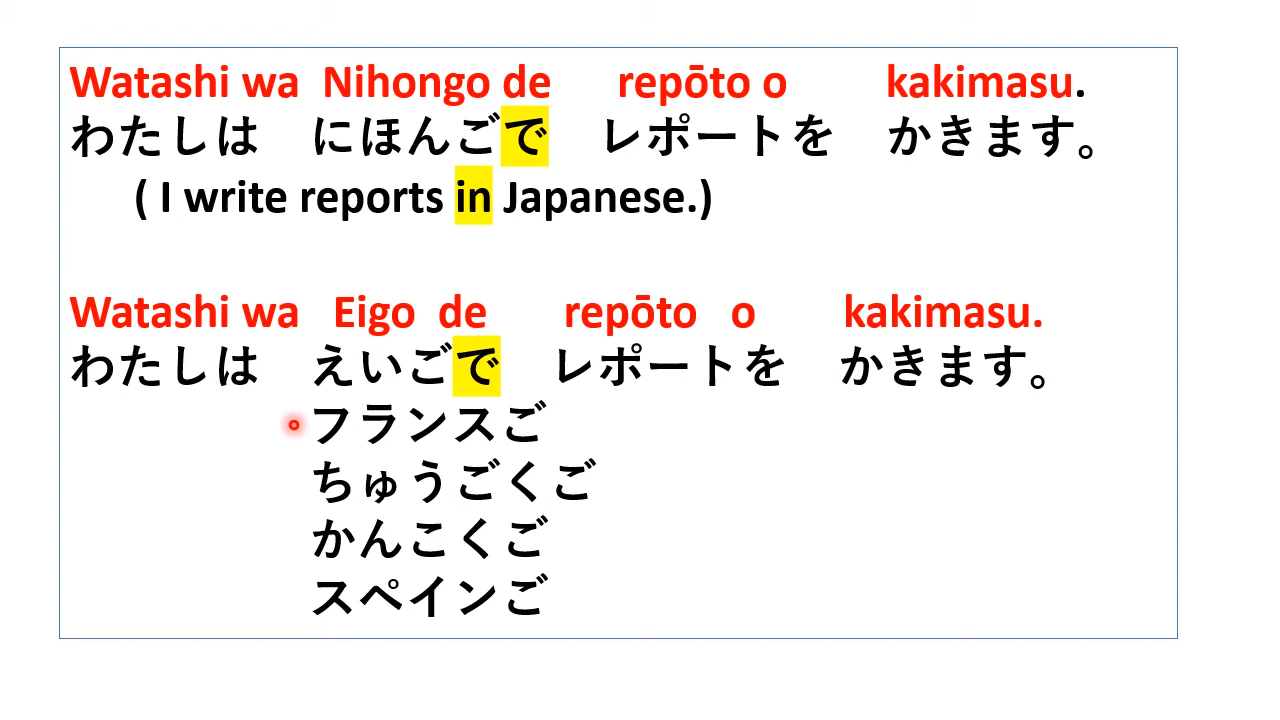 Watashi wa Nihongo de repōto o kakimasu.
わたしは にほんごで レポートを かきます。
( I write reports in Japanese.)
Watashi wa Eigo de repōto o kakimasu.
わたしは えいごで レポートを かきます。
フランスご
ちゅうごくご
かんこくご
スペインご